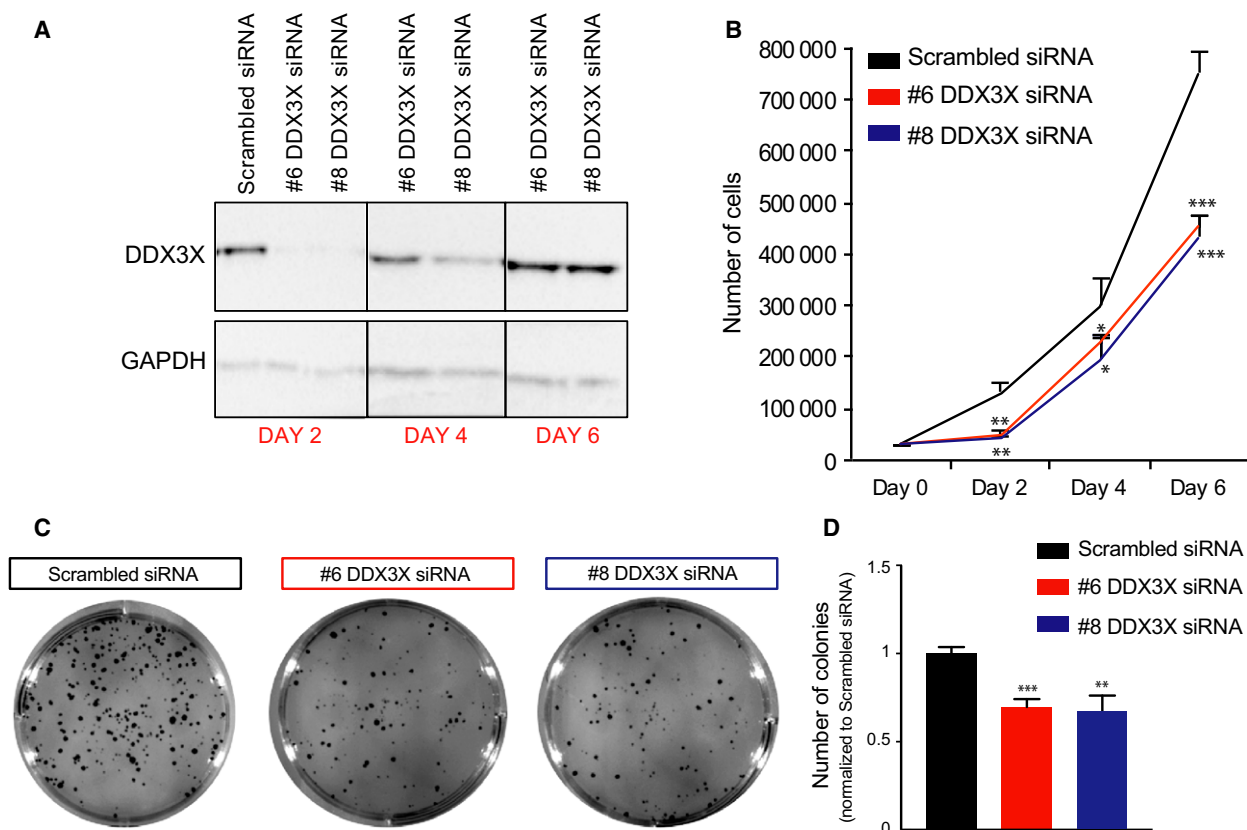 A
Scrambled siRNA
#6 DDX3X siRNA
#8 DDX3X siRNA
#6 DDX3X siRNA
#8 DDX3X siRNA
#6 DDX3X siRNA
#8 DDX3X siRNA
DDX3X
GAPDH
DAY 2
DAY 4
DAY 6
B
Scrambled siRNA
#6 DDX3X siRNA
#8 DDX3X siRNA
Number of cells
800 000
700 000
600 000
500 000
400 000
300 000
200 000
100 000
0
***
***
*
*
**
**
Day 0
Day 2
Day 4
Day 6
C
Scrambled siRNA
#6 DDX3X siRNA
#8 DDX3X siRNA
D
Scrambled siRNA
#6 DDX3X siRNA
#8 DDX3X siRNA
Number of colonies
(normalized to Scrambled siRNA)
1.5
1
0.5
0
***
**